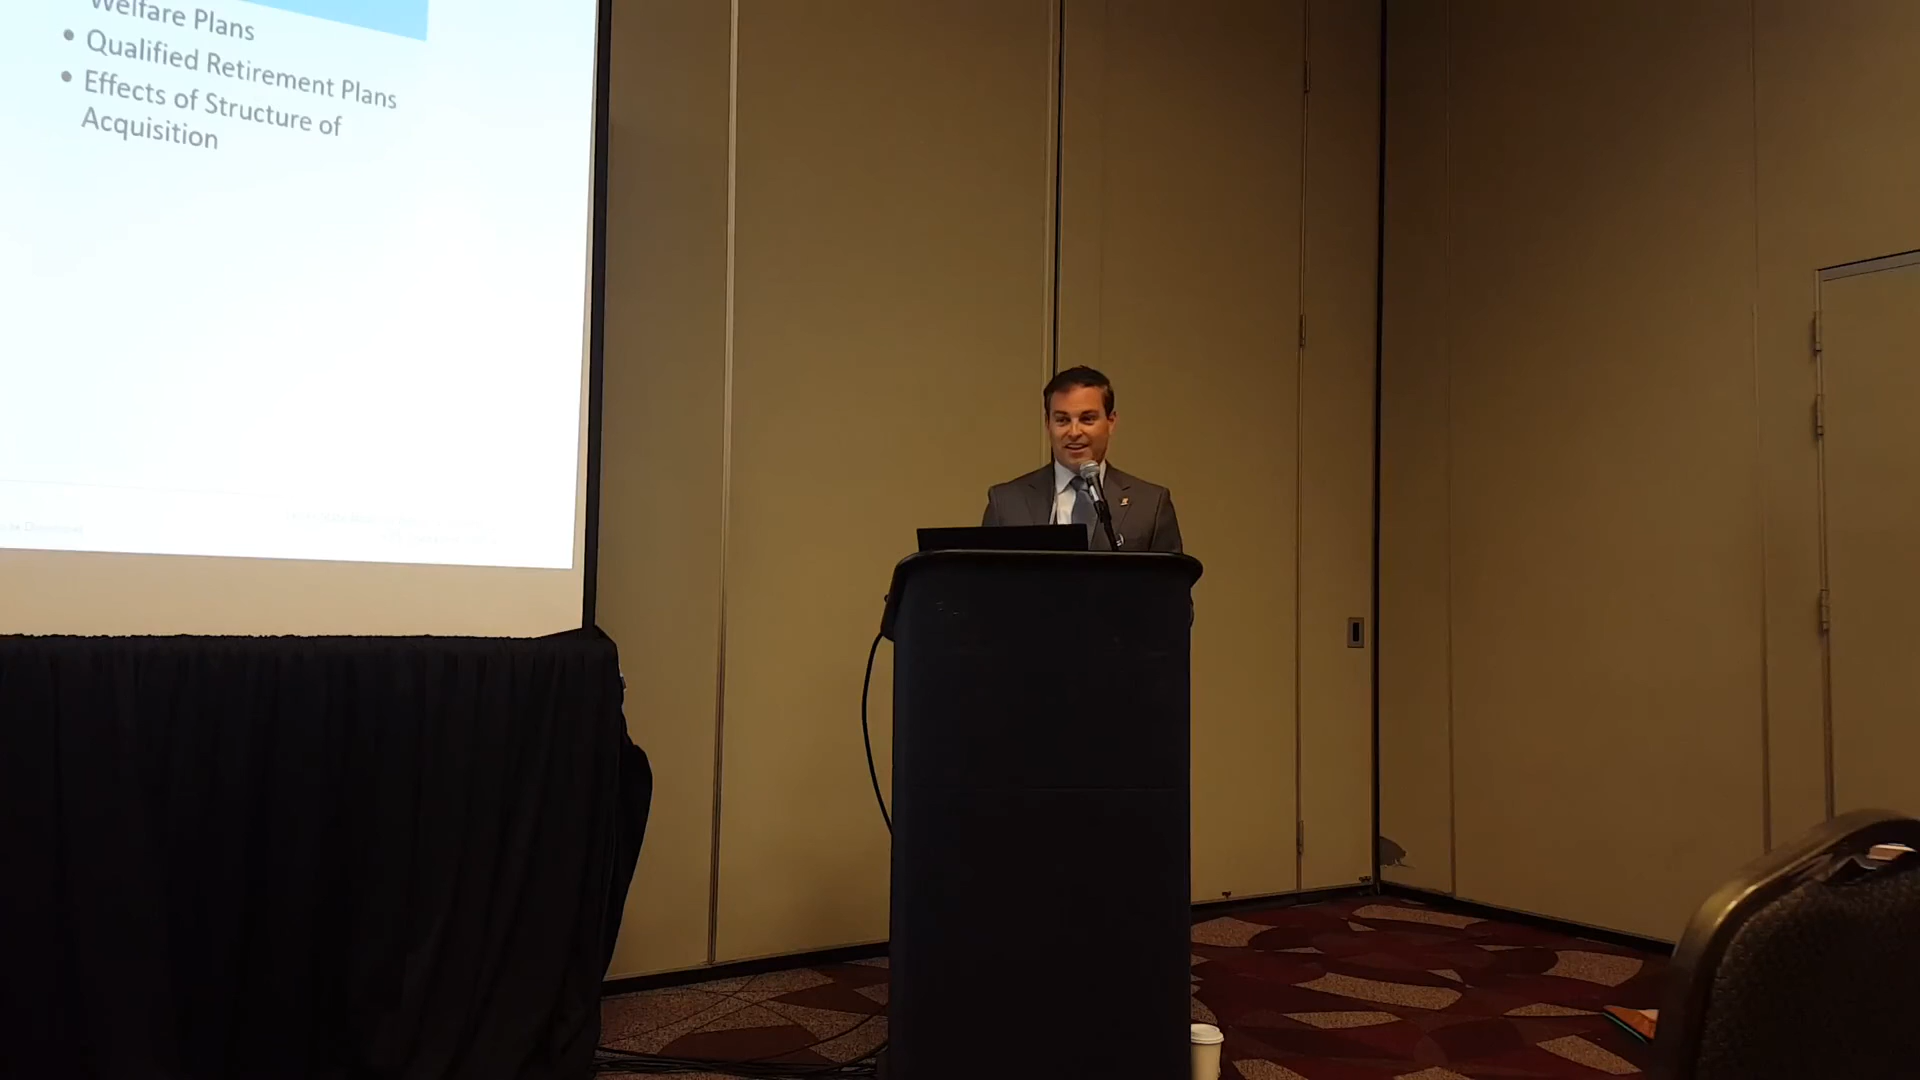 Welfare Plans
• Qualified Retirement Plans
• Effects of Structure of
Acquisition